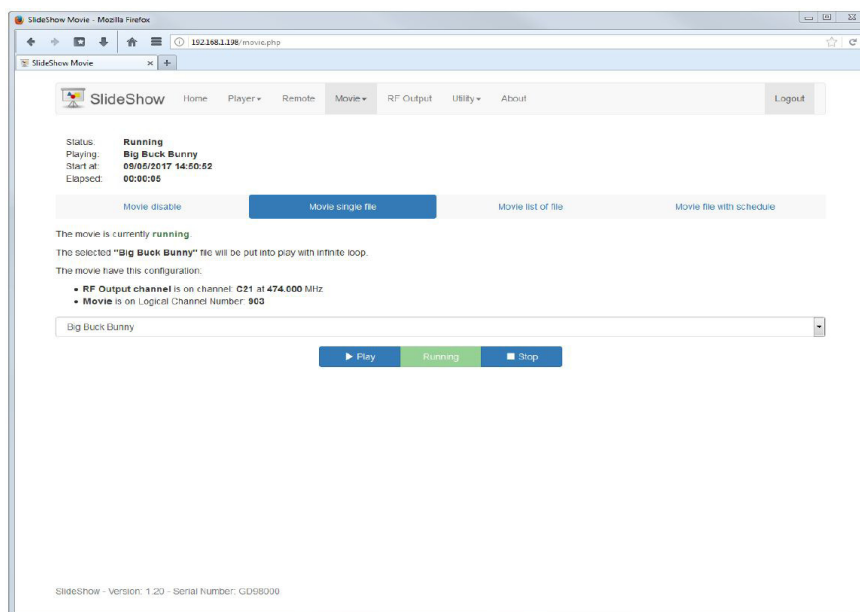 SlideShow Movie - Mozilla Firefox
192.168.1.198/movie.php
SlideShow Movie
SlideShow Home Player Remote Movie RF Output Utility About Logout
Status: Running
Playing: Big Buck Bunny
Start at: 09/05/2017 14:50:52
Elapsed: 00:00:05
Movie disable Movie single file Movie list of file Movie file with schedule
The movie is currently running.
The selected "Big Buck Bunny" file will be put into play with infinite loop.
The movie have this configuration:
• RF Output channel is on channel: C21 at 474.000 MHz
• Movie is on Logical Channel Number: 903
Big Buck Bunny
Play Running Stop
SlideShow - Version: 1.20 - Serial Number: GD98000